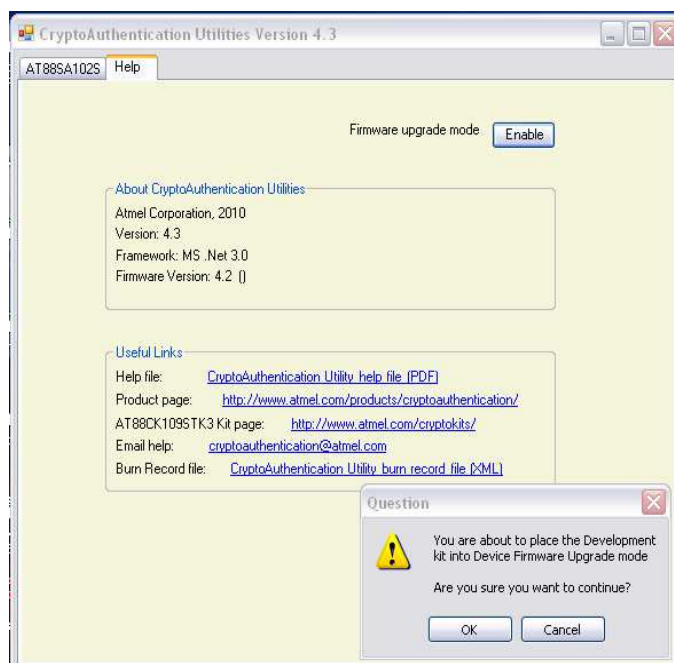 CryptoAuthentication Utilities Version 4.3
AT88SA102S Help
Firmware upgrade mode Enable
About CryptoAuthentication Utilities
Atmel Corporation, 2010
Version: 4.3
Framework: MS .Net 3.0
Firmware Version: 4.2 ()
Useful Links
Help file: CryptoAuthentication Utility help file (PDF)
Product page: http://www.atmel.com/products/cryptoauthentication/
AT88CK109STK3 Kit page: http://www.atmel.com/cryptokits/
Email help: cryptoauthentication@atmel.com
Burn Record file: CryptoAuthentication Utility burn record file (XML)
Question
You are about to place the Development
kit into Device Firmware Upgrade mode
Are you sure you want to continue?
OK Cancel